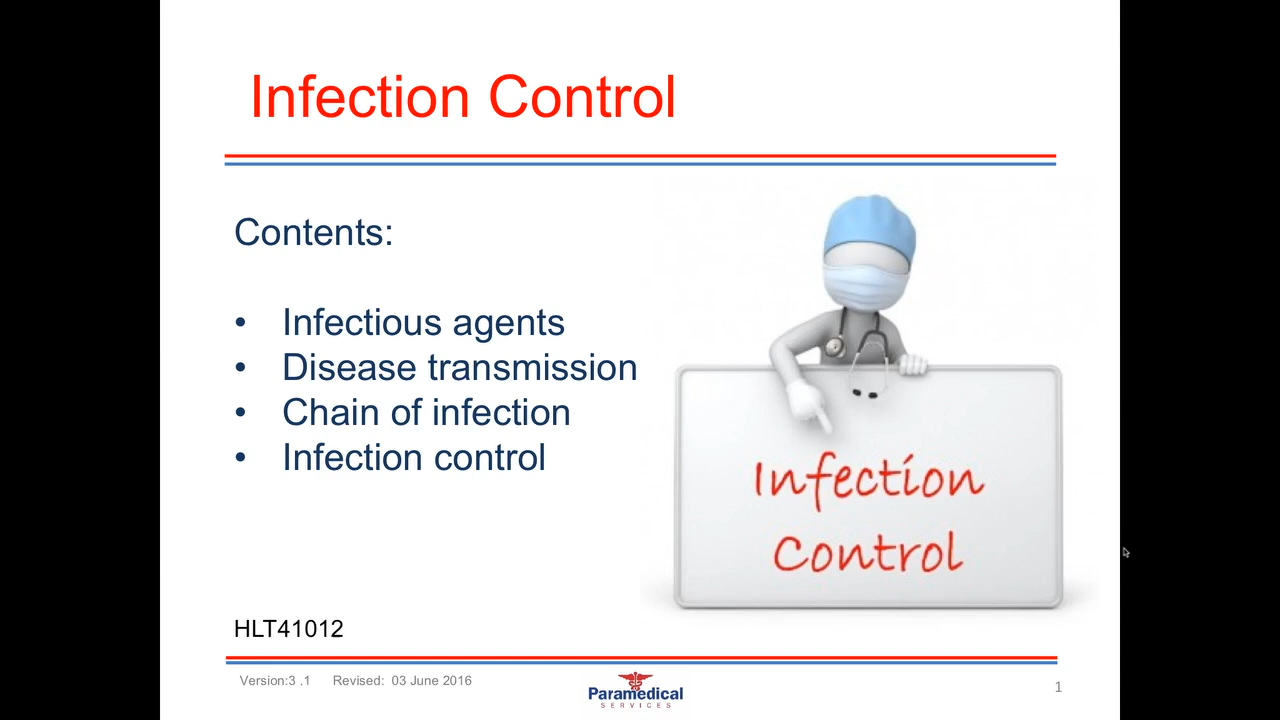 Infection Control
Contents:
• Infectious agents
• Disease transmission
• Chain of infection
• Infection control
Infection
Control
HLT41012
Version:3 .1 Revised: 03 June 2016
Paramedical
SERVICES
1